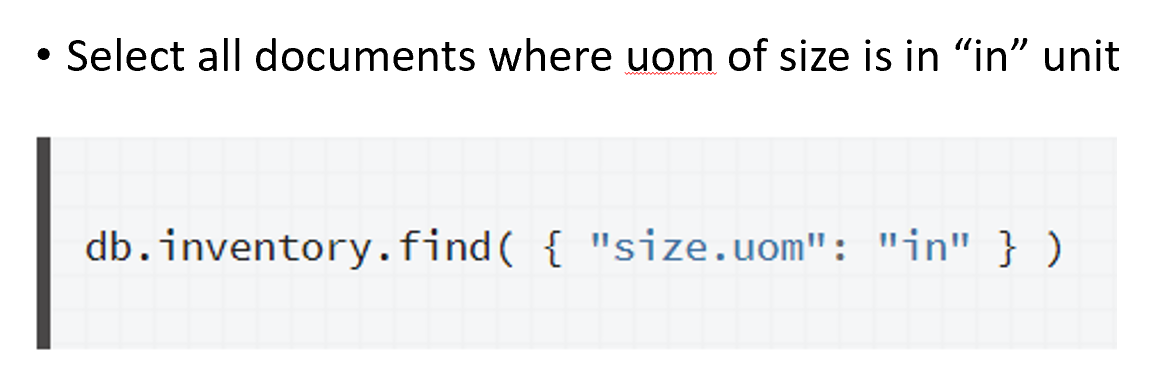 • Select all documents where uom of size is in “in” unit
db.inventory.find( { "size.uom": "in" } )